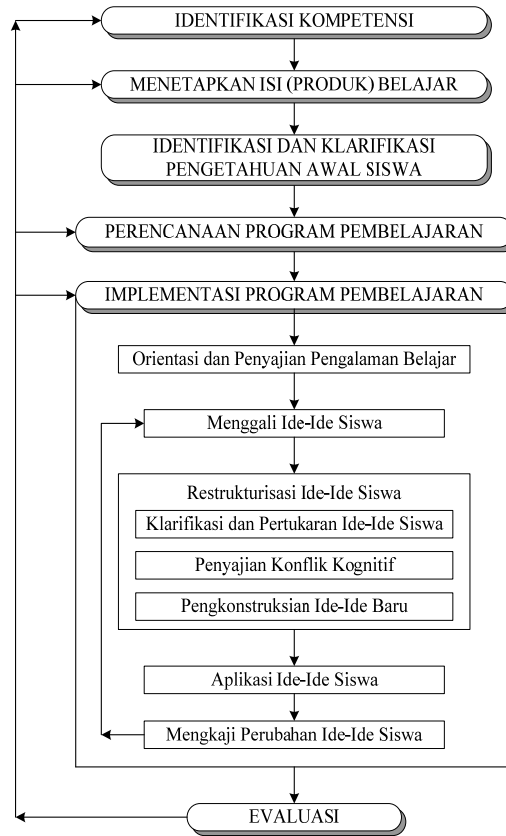 IDENTIFIKASI KOMPETENSI
MENETAPKAN ISI (PRODUK) BELAJAR
IDENTIFIKASI DAN KLARIFIKASI
PENGETAHUAN AWAL SISWA
PERENCANAAN PROGRAM PEMBELAJARAN
IMPLEMENTASI PROGRAM PEMBELAJARAN
Orientasi dan Penyajian Pengalaman Belajar
Menggali Ide-Ide Siswa
Restrukturisasi Ide-Ide Siswa
Klarifikasi dan Pertukaran Ide-Ide Siswa
Penyajian Konflik Kognitif
Pengkonstruksian Ide-Ide Baru
Aplikasi Ide-Ide Siswa
Mengkaji Perubahan Ide-Ide Siswa
EVALUASI